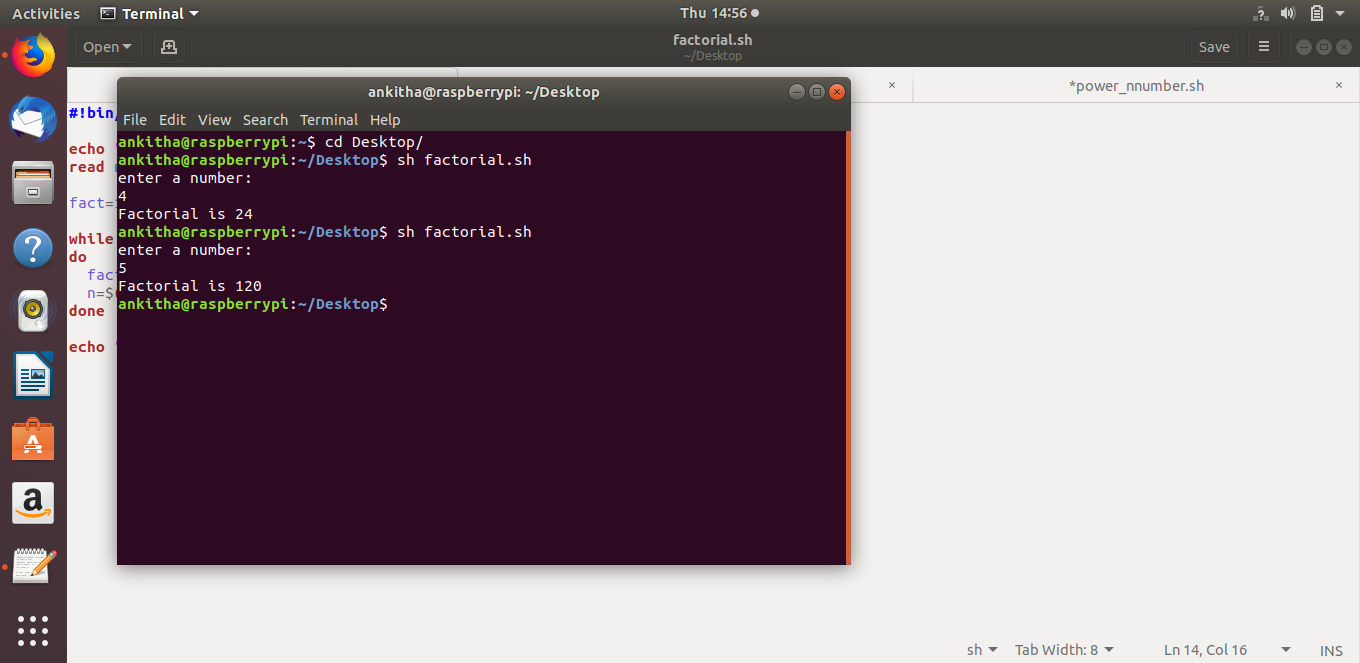 Activities Terminal Thu 14:56
Open factorial.sh Save
~/Desktop
*power_nnumber.sh
#!bin/
echo
read
fact=
while
do
fact
n=$
done
echo "
ankitha@raspberrypi: ~/Desktop
File Edit View Search Terminal Help
ankitha@raspberrypi:~$ cd Desktop/
ankitha@raspberrypi:~/Desktop$ sh factorial.sh
enter a number:
4
Factorial is 24
ankitha@raspberrypi:~/Desktop$ sh factorial.sh
enter a number:
5
Factorial is 120
ankitha@raspberrypi:~/Desktop$
sh Tab Width: 8 Ln 14, Col 16 INS